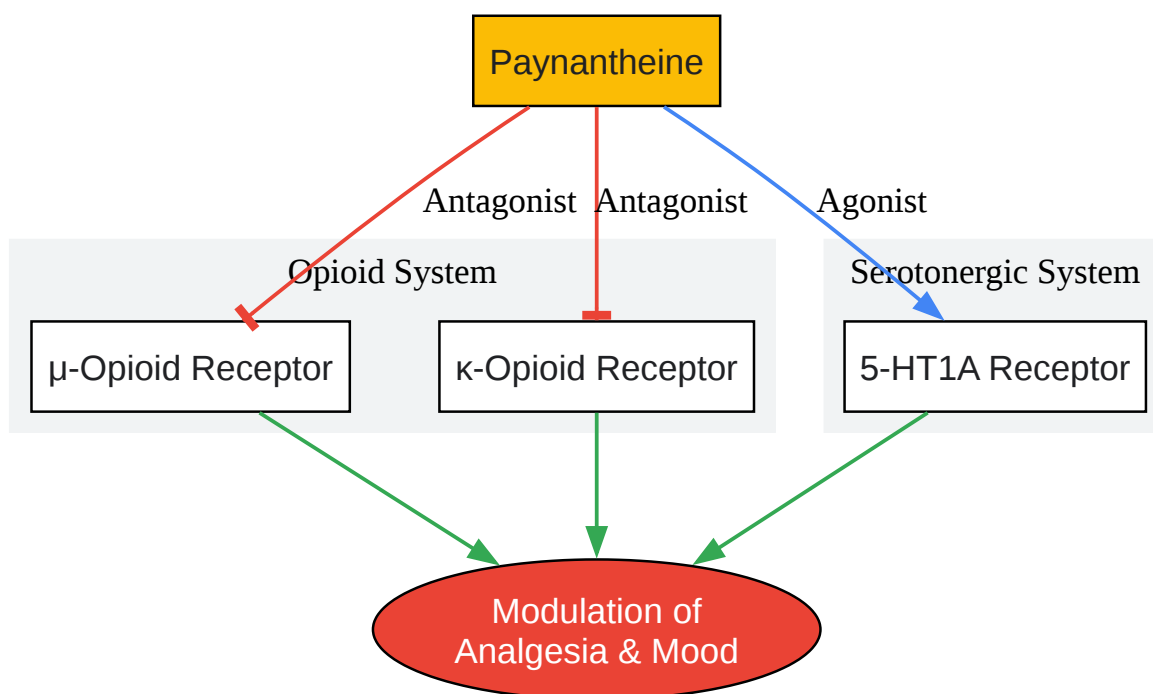 Paynantheine
Antagonist
Antagonist
Agonist
Opioid System
Serotonergic System
μ-Opioid Receptor
κ-Opioid Receptor
5-HT1A Receptor
Modulation of
Analgesia & Mood